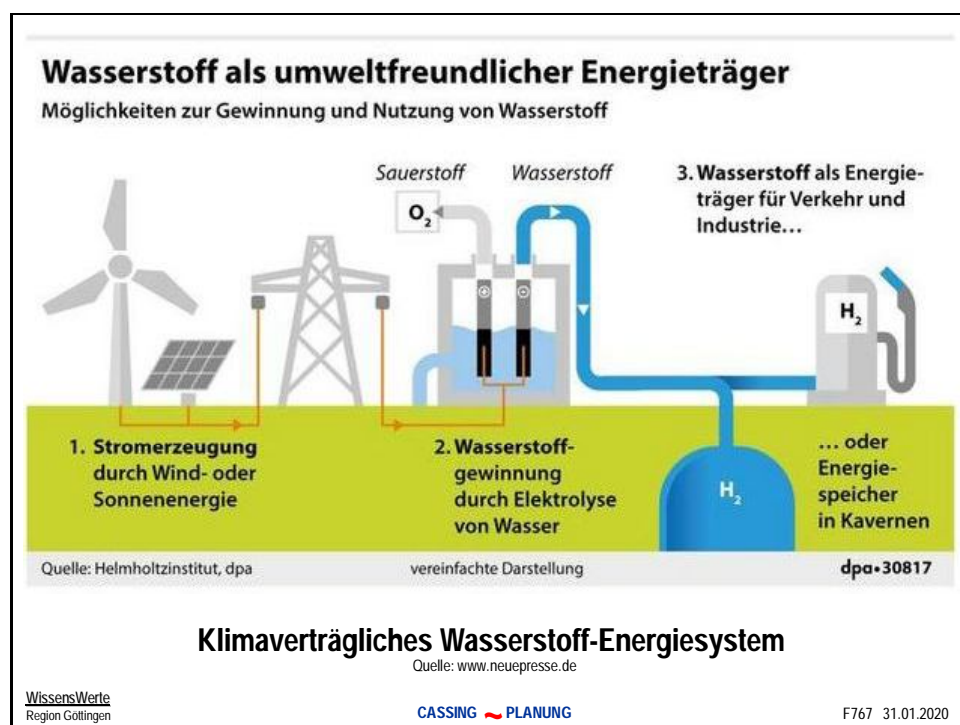 Wasserstoff als umweltfreundlicher Energieträger
Möglichkeiten zur Gewinnung und Nutzung von Wasserstoff
Sauerstoff
Wasserstoff
O₂
+
-
3. Wasserstoff als Energie-
träger für Verkehr und
Industrie...
H₂
1. Stromerzeugung
durch Wind- oder
Sonnenenergie
2. Wasserstoff-
gewinnung
durch Elektrolyse
von Wasser
H₂
... oder
Energie-
speicher
in Kavernen
Quelle: Helmholtzinstitut, dpa
vereinfachte Darstellung
dpa•30817
Klimaverträgliches Wasserstoff-Energiesystem
Quelle: www.neuepresse.de
WissensWerte
Region Göttingen
CASSING ~ PLANUNG
F767 31.01.2020